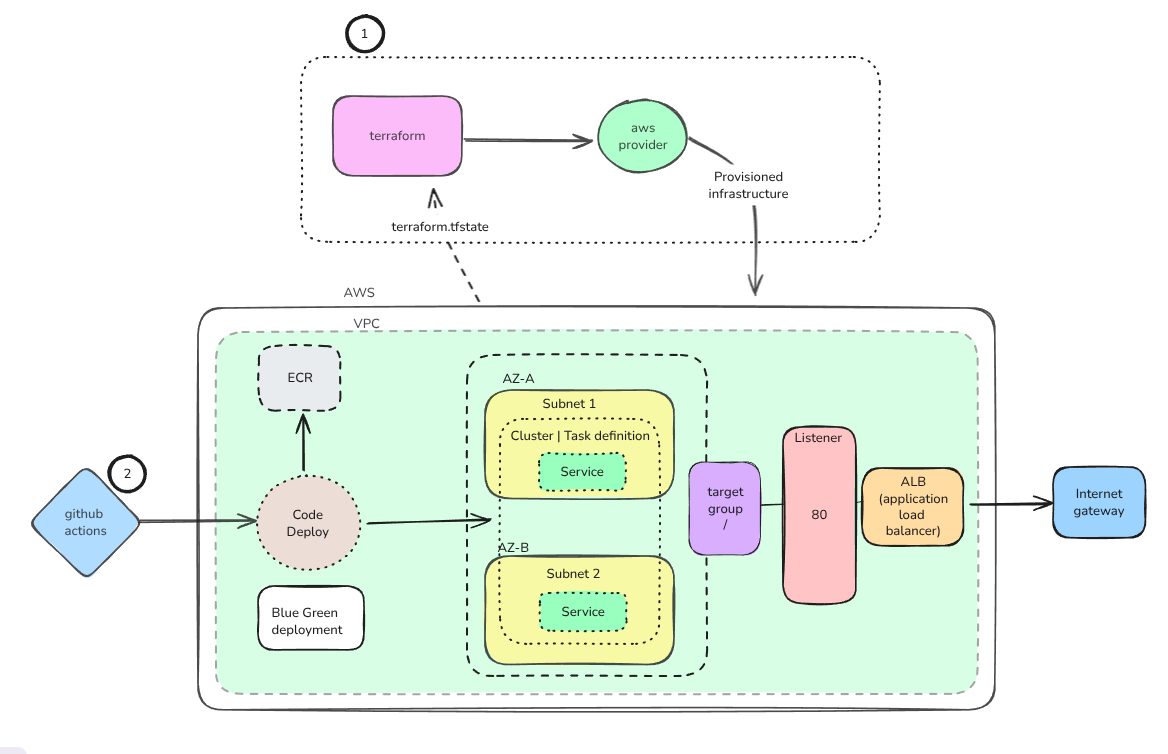 1
terraform
aws
provider
Provisioned
infrastructure
terraform.tfstate
AWS
VPC
ECR
AZ-A
Subnet 1
Cluster | Task definition
Service
Listener
2
github
actions
Code
Deploy
target
group
/
80
ALB
(application
load
balancer)
Internet
gateway
AZ-B
Subnet 2
Service
Blue Green
deployment